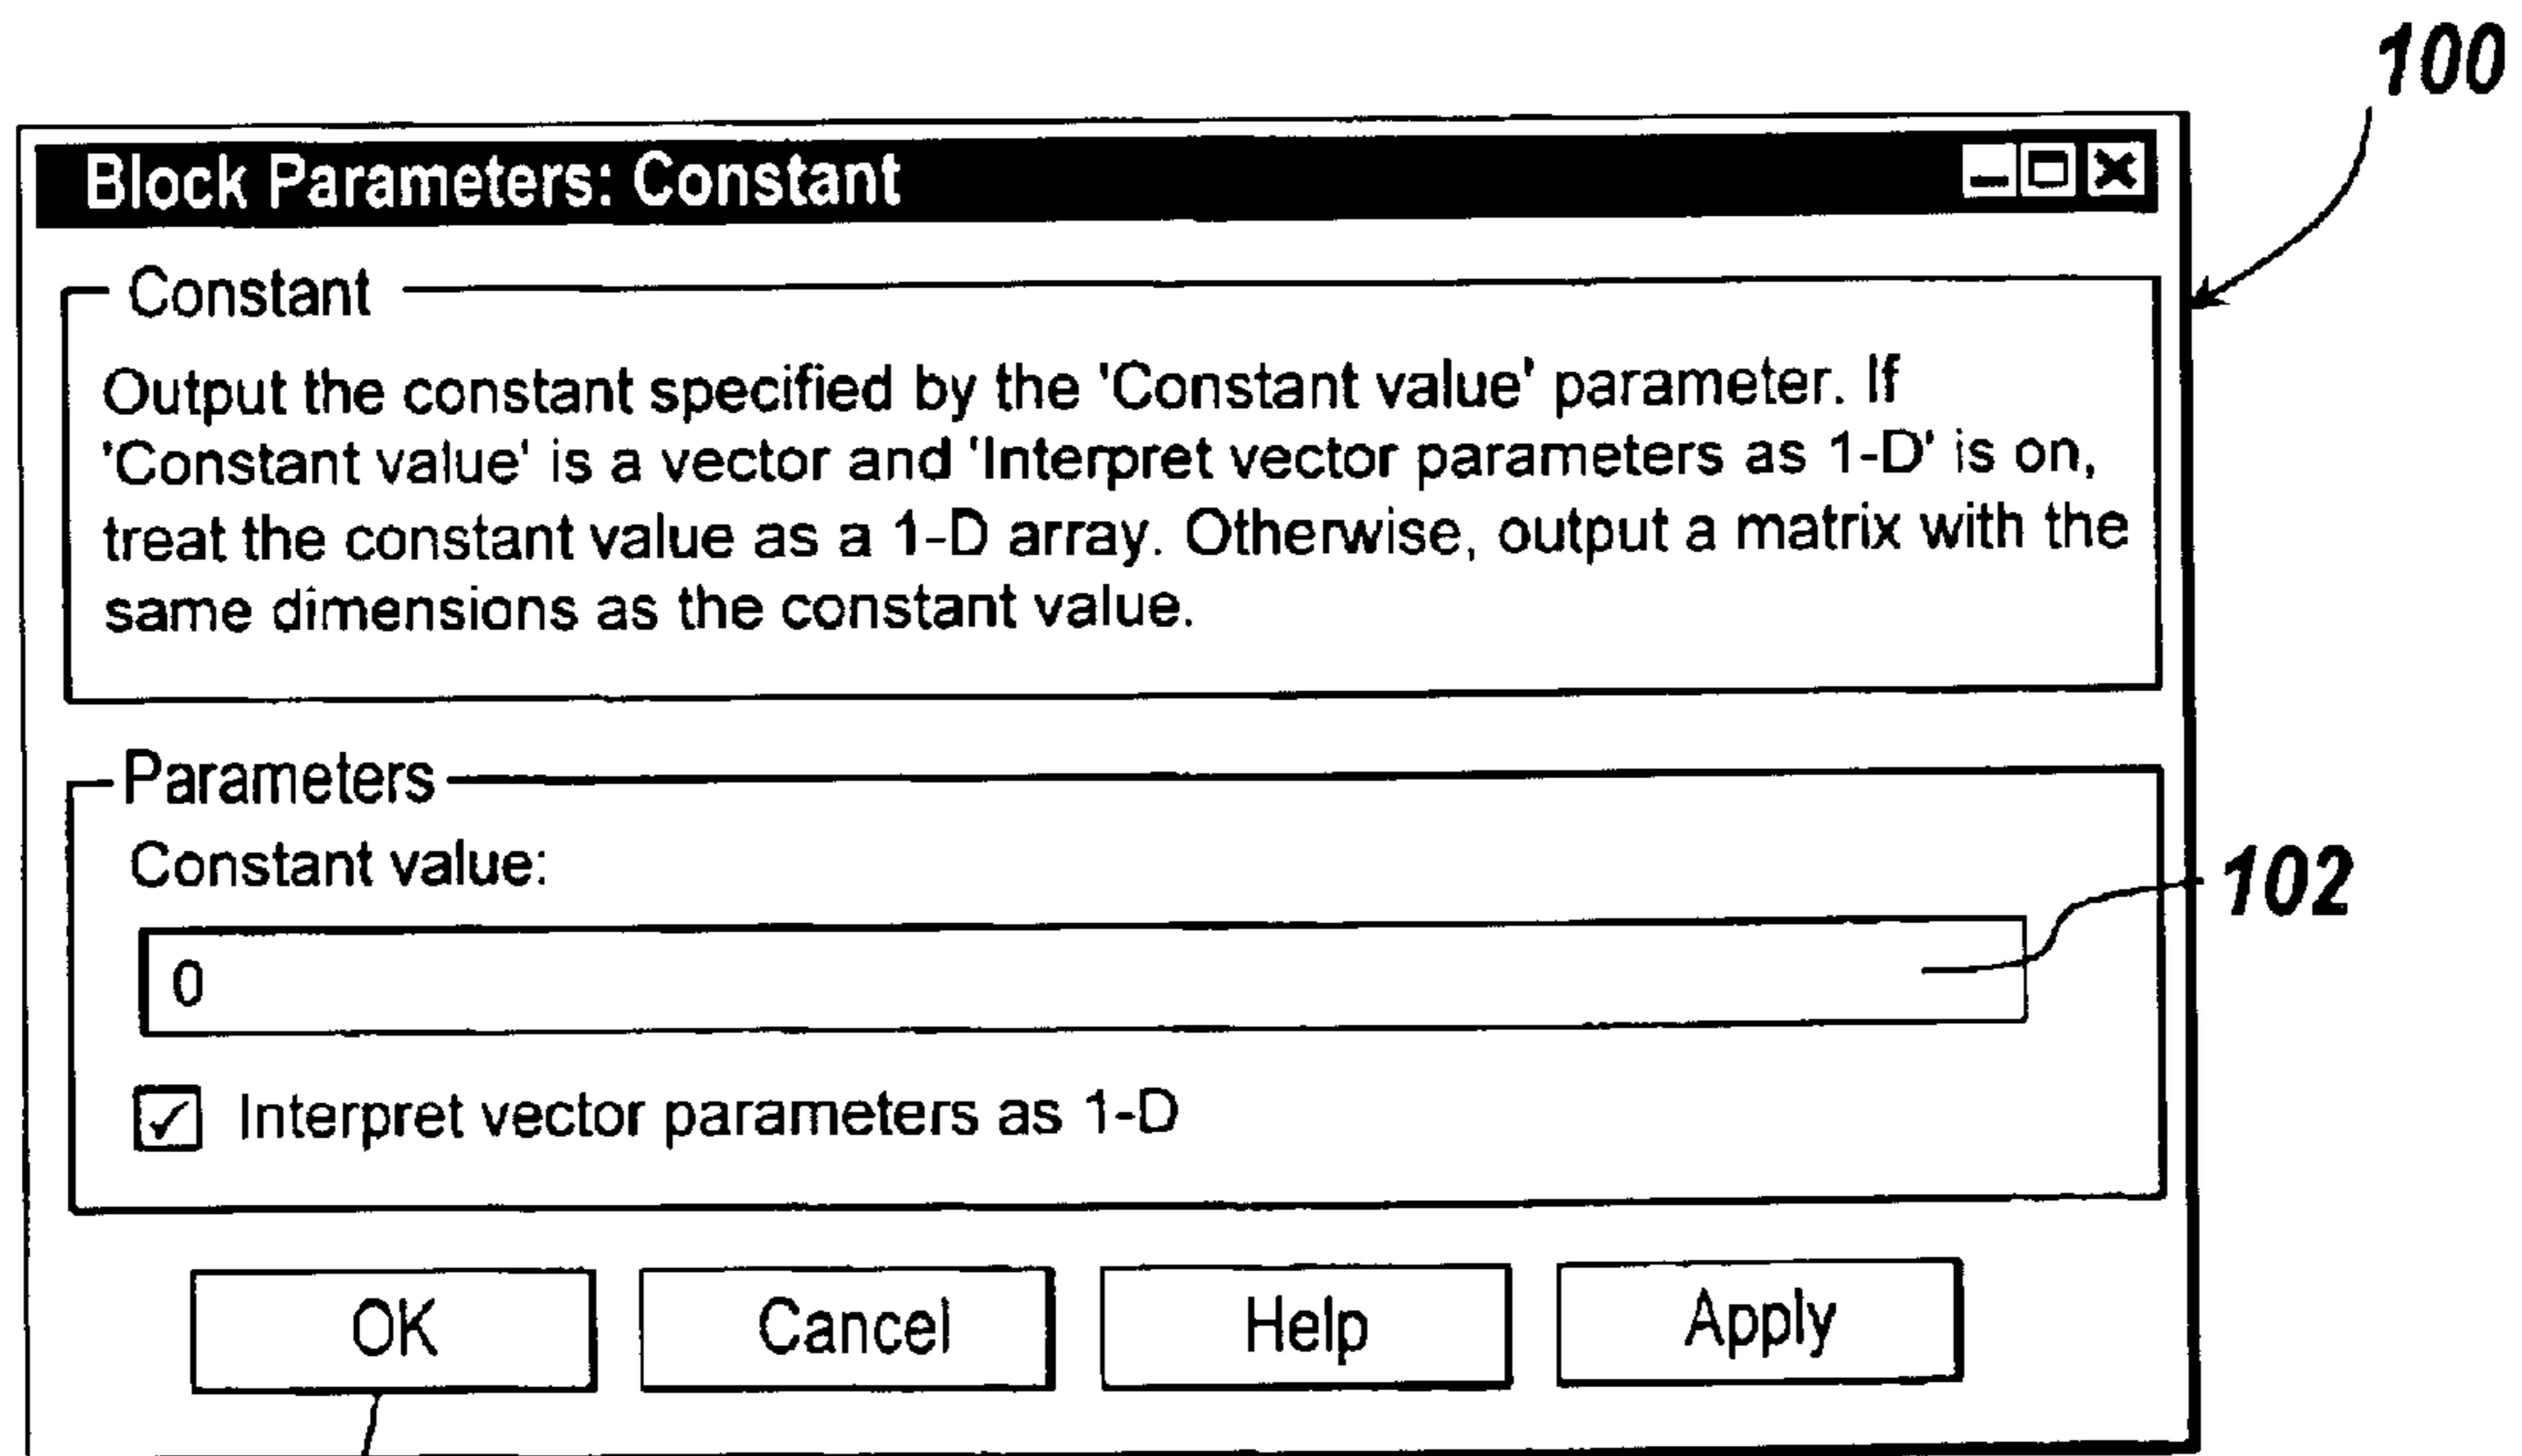 100
Block Parameters: Constant
Constant
Output the constant specified by the 'Constant value' parameter. If
'Constant value' is a vector and 'Interpret vector parameters as 1-D' is on,
treat the constant value as a 1-D array. Otherwise, output a matrix with the
same dimensions as the constant value.
Parameters
Constant value:
102
0
Interpret vector parameters as 1-D
OK
Cancel
Help
Apply